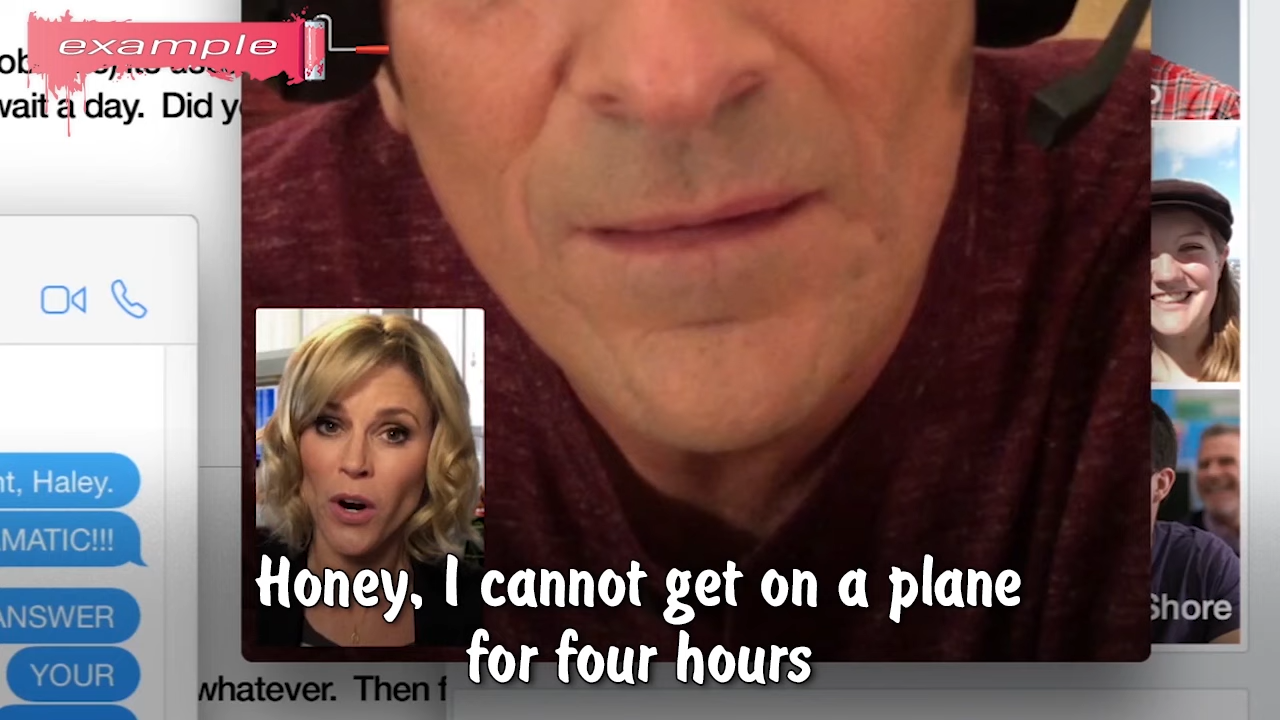 example
wait a day.  Did
nt, Haley.
MATIC!!!
ANSWER
YOUR
Shore
Honey, I cannot get on a plane
for four hours
whatever.  Then